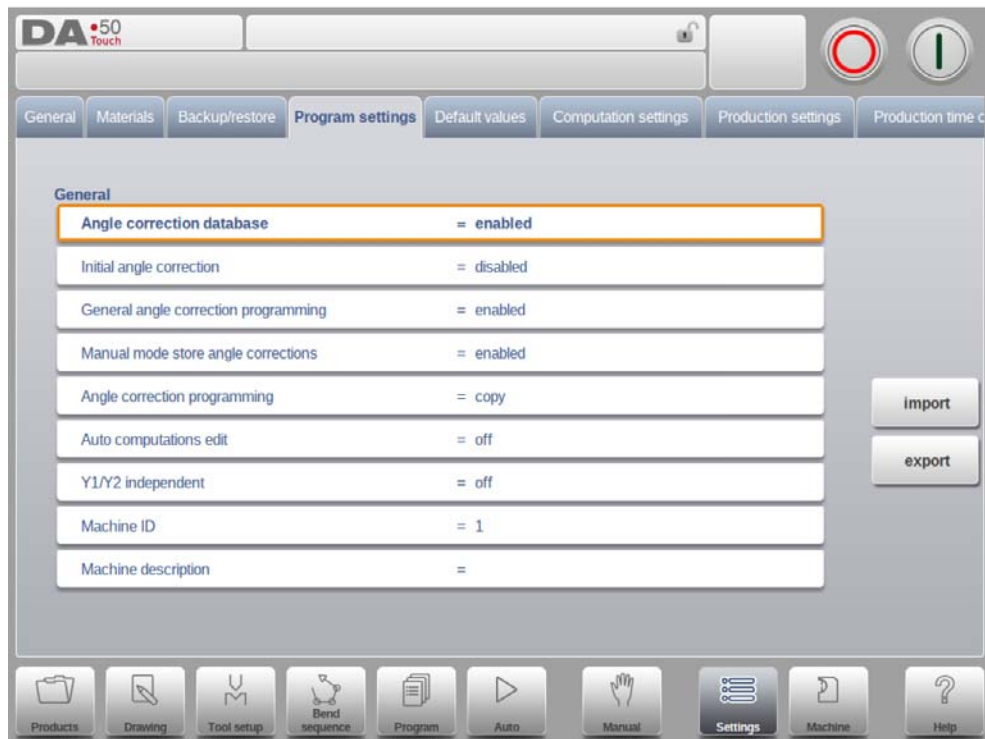 DA•50
Touch
General Materials Backup/restore Program settings Default values Computation settings Production settings Production time c
General
Angle correction database = enabled
Initial angle correction = disabled
General angle correction programming = enabled
Manual mode store angle corrections = enabled
Angle correction programming = copy
Auto computations edit = off
Y1/Y2 independent = off
Machine ID = 1
Machine description =
import
export
Products Drawing Tool setup Bend sequence Program Auto Manual Settings Machine Help